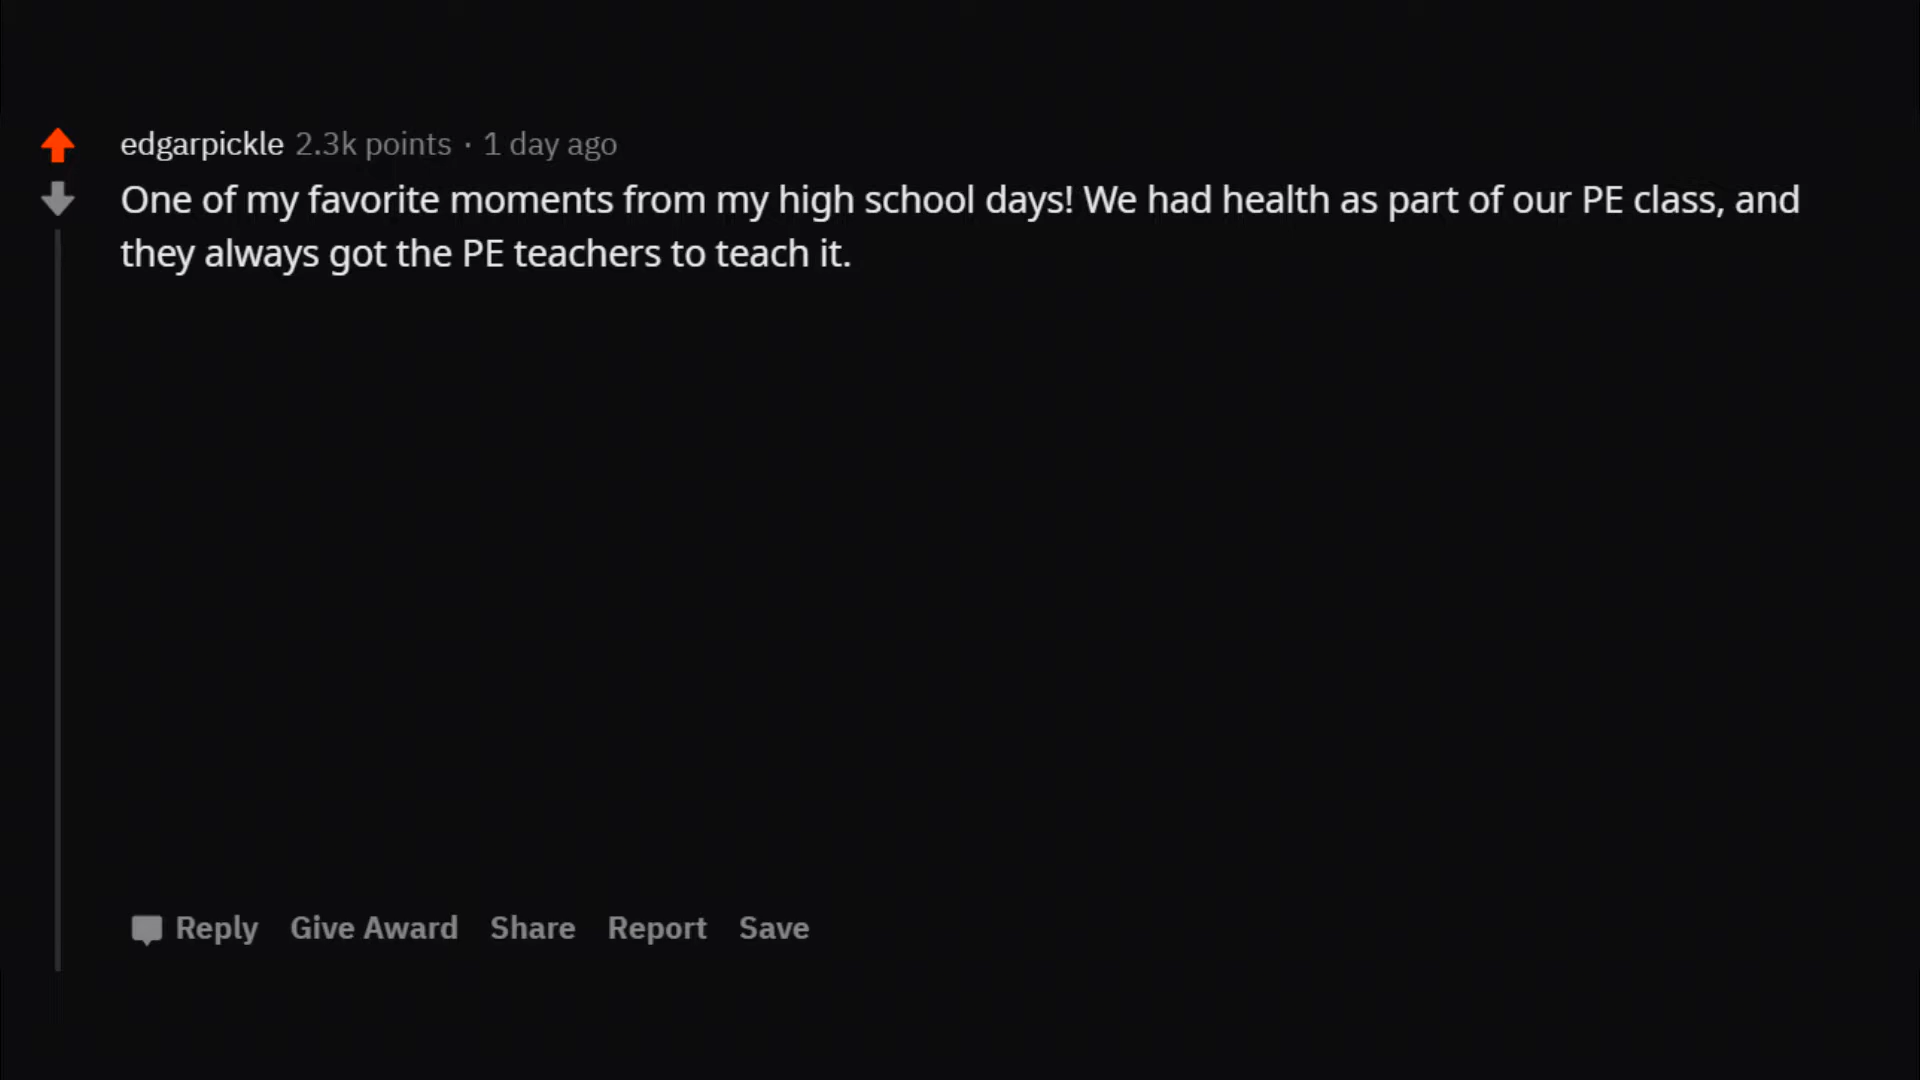 edgarpickle 2.3k points · 1 day ago
One of my favorite moments from my high school days! We had health as part of our PE class, and
they always got the PE teachers to teach it.
Reply Give Award Share Report Save